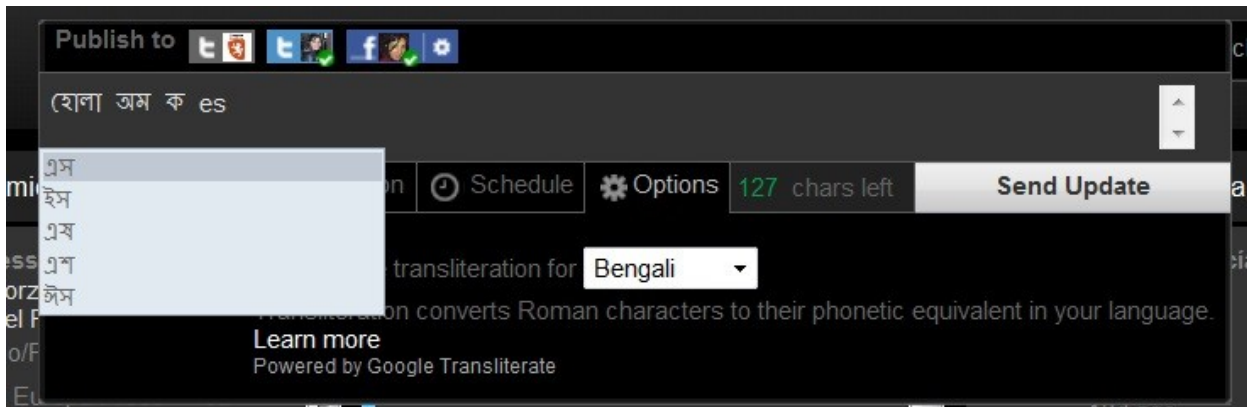 Publish to
হোলা অম ক es
এস
ইস
এষ
এশ
ঈস
Schedule
Options
127 chars left
Send Update
transliteration for Bengali
Transliteration converts Roman characters to their phonetic equivalent in your language.
Learn more
Powered by Google Transliterate